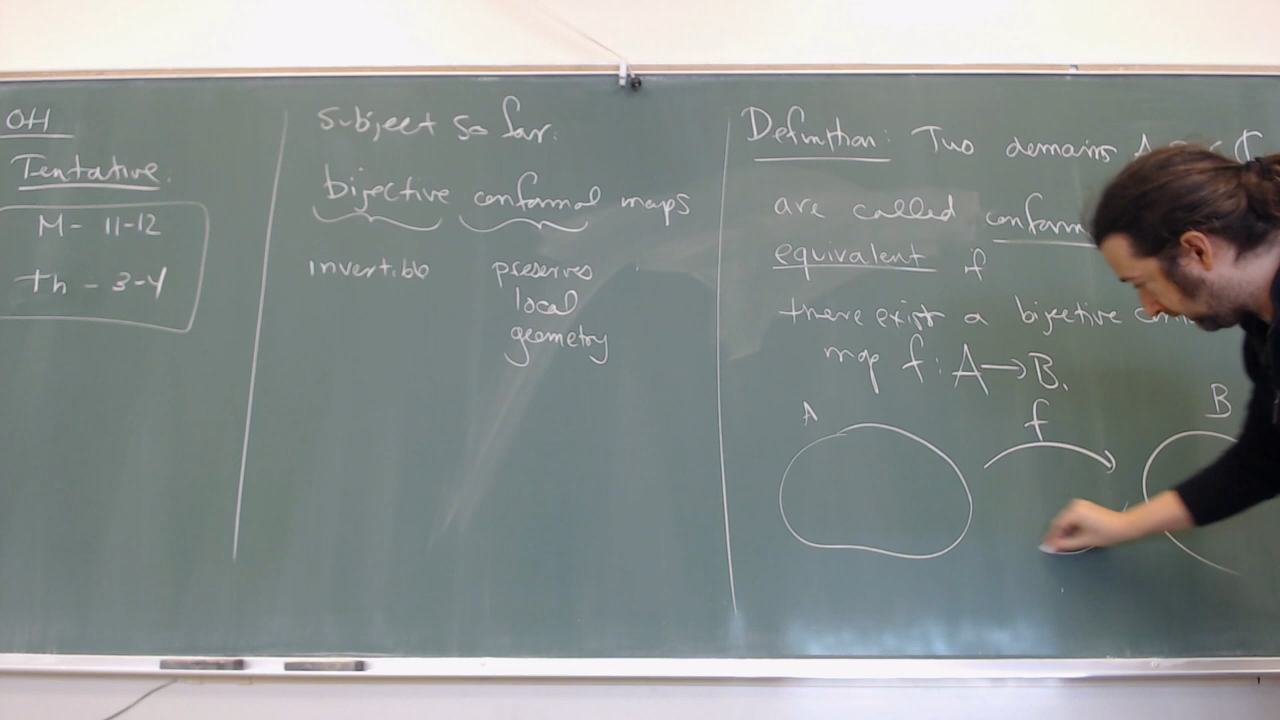 OH
Tentative.
M - 11-12
Th - 3-4
Subject so far:
bijective conformal maps
invertible
preserves
local
geometry
Definition: Two domains
are called conform
equivalent if
there exist a bijective
map f: A → B.
A
f
B